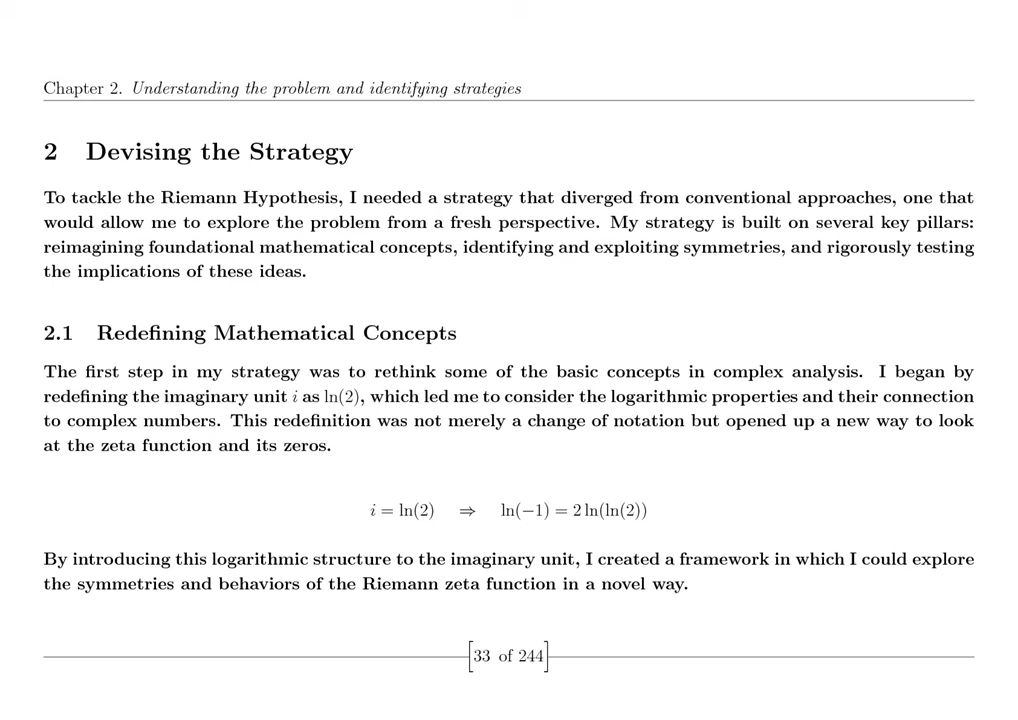 Chapter 2. Understanding the problem and identifying strategies
2 Devising the Strategy
To tackle the Riemann Hypothesis, I needed a strategy that diverged from conventional approaches, one that
would allow me to explore the problem from a fresh perspective. My strategy is built on several key pillars:
reimagining foundational mathematical concepts, identifying and exploiting symmetries, and rigorously testing
the implications of these ideas.
2.1 Redefining Mathematical Concepts
The first step in my strategy was to rethink some of the basic concepts in complex analysis. I began by
redefining the imaginary unit i as ln(2), which led me to consider the logarithmic properties and their connection
to complex numbers. This redefinition was not merely a change of notation but opened up a new way to look
at the zeta function and its zeros.
i = ln(2) ⇒ ln(−1) = 2 ln(ln(2))
By introducing this logarithmic structure to the imaginary unit, I created a framework in which I could explore
the symmetries and behaviors of the Riemann zeta function in a novel way.
[33 of 244]